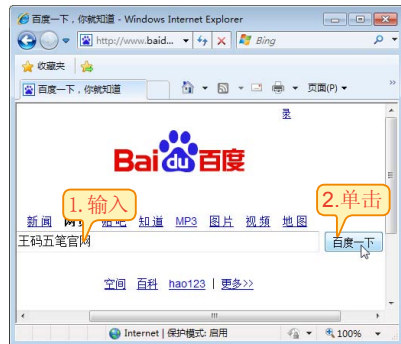 百度一下，你就知道 - Windows Internet Explorer
http://www.baid...
Bing
收藏夹
百度一下，你就知道
页面(P)
录
Bai du 百度
1.输入
2.单击
新闻 网页 贴吧 知道 MP3 图片 视频 地图
王码五笔官网
百度一下
空间 百科 hao123 | 更多>>
Internet | 保护模式: 启用
100%